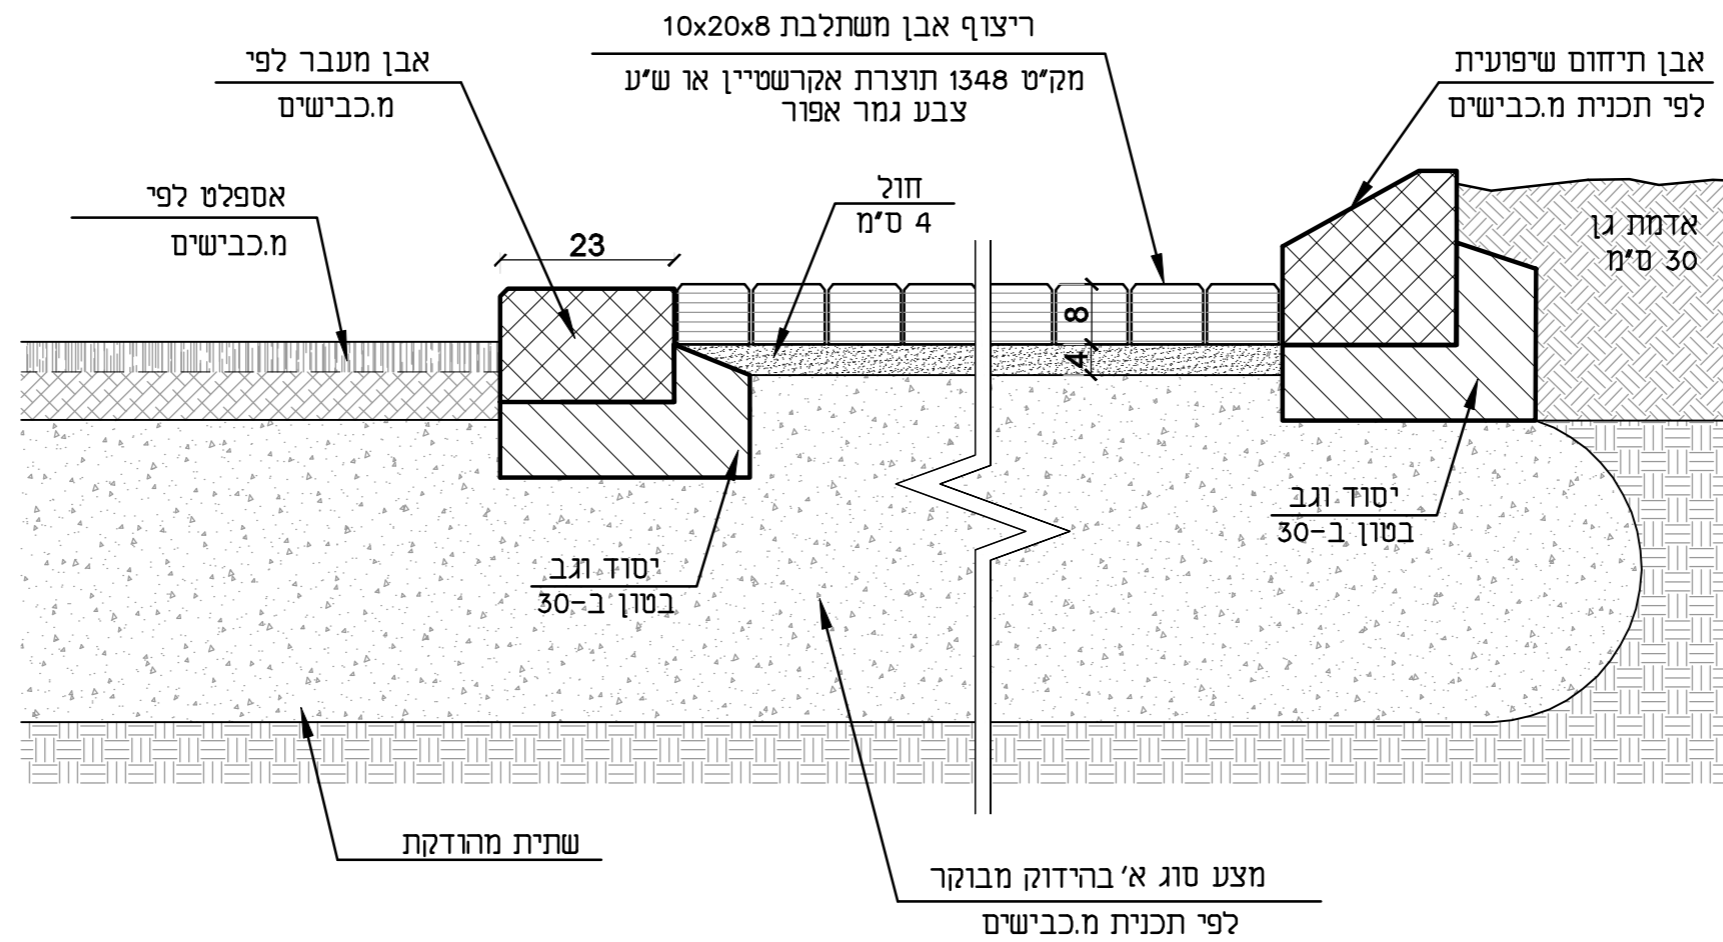 ריצוף אבן משתלבת 10x20x8
מק"ט 1348 תוצרת אקרשטיין או ש"ע
צבע גמר אפור
אבן תיחום שיפועית
לפי תכנית מ.כבישים
אבן מעבר לפי
מ.כבישים
אספלט לפי
מ.כבישים
חול
4 ס"מ
אדמת גן
30 ס"מ
23
8
4
יסוד וגב
בטון ב-30
יסוד וגב
בטון ב-30
שתית מהודקת
מצע סוג א' בהידוק מבוקר
לפי תכנית מ.כבישים